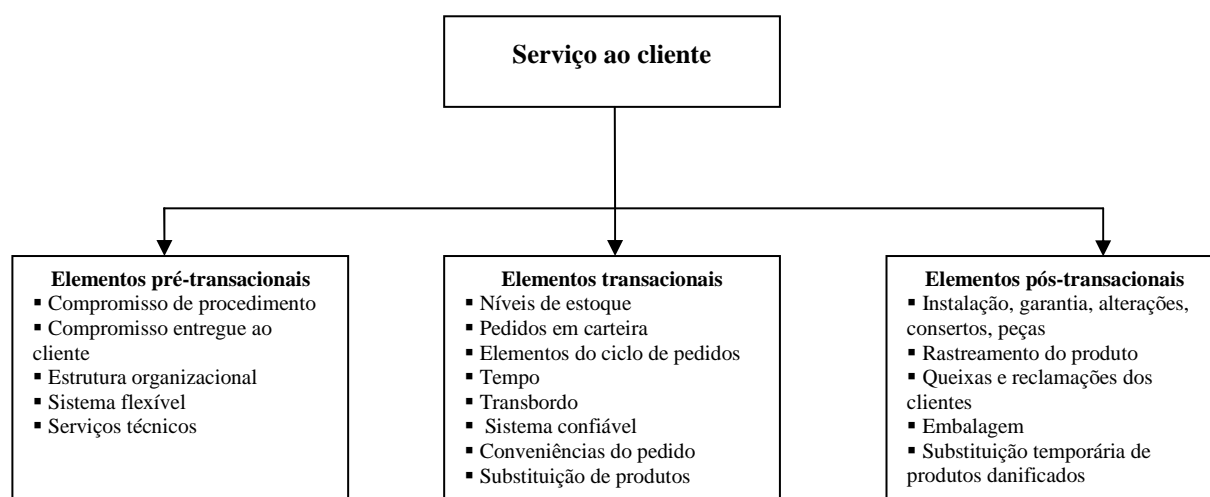 Serviço ao cliente
Elementos pré-transacionais
▪ Compromisso de procedimento
▪ Compromisso entregue ao
cliente
▪ Estrutura organizacional
▪ Sistema flexível
▪ Serviços técnicos
Elementos transacionais
▪ Níveis de estoque
▪ Pedidos em carteira
▪ Elementos do ciclo de pedidos
▪ Tempo
▪ Transbordo
▪ Sistema confiável
▪ Conveniências do pedido
▪ Substituição de produtos
Elementos pós-transacionais
▪ Instalação, garantia, alterações,
consertos, peças
▪ Rastreamento do produto
▪ Queixas e reclamações dos
clientes
▪ Embalagem
▪ Substituição temporária de
produtos danificados